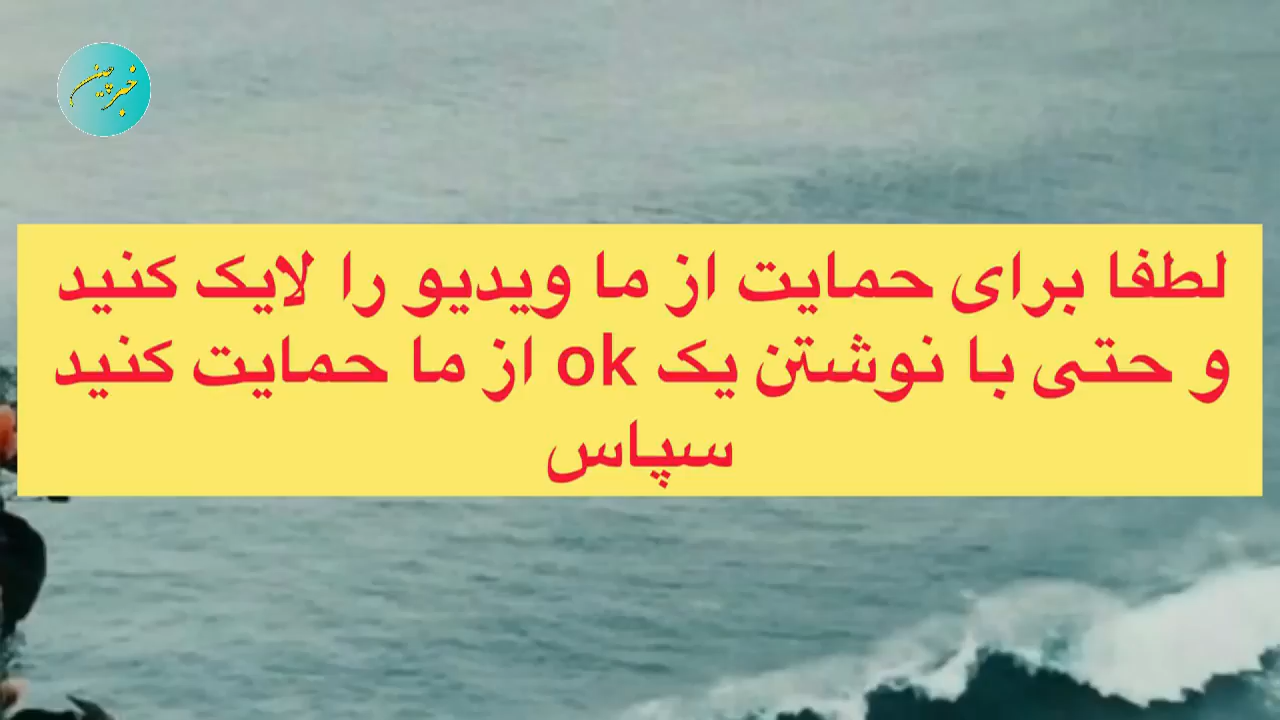 خبرچین
لطفا برای حمایت از ما ویدیو را لایک کنید
و حتی با نوشتن یک ok از ما حمایت کنید
سپاس